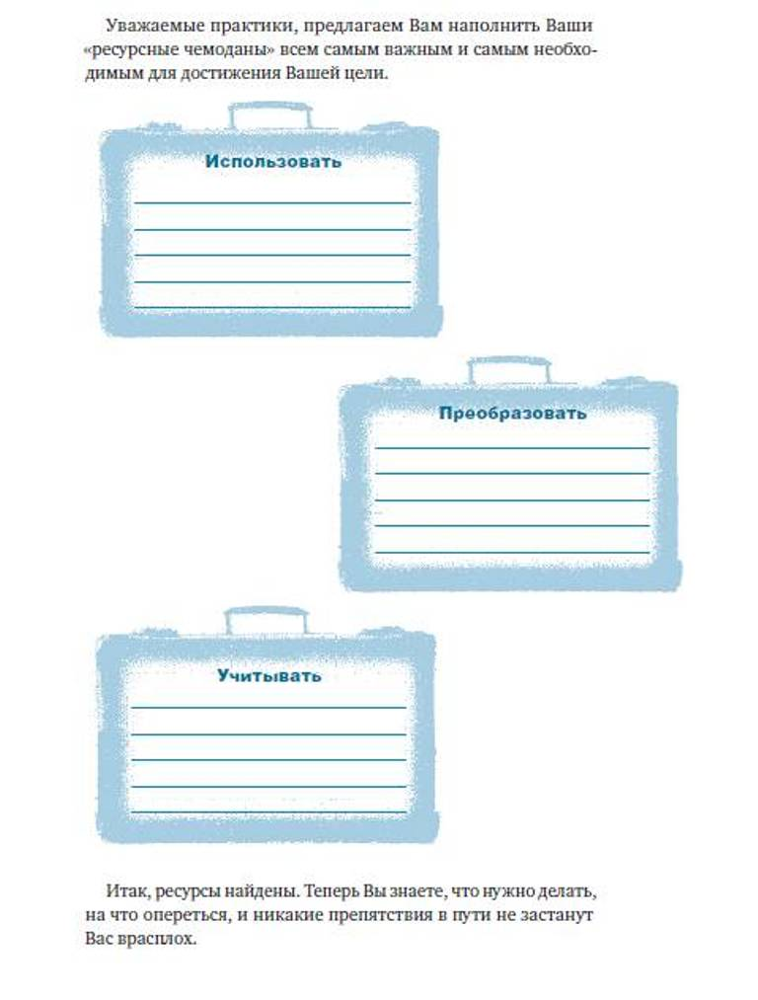 Уважаемые практики, предлагаем Вам наполнить Ваши
«ресурсные чемоданы» всем самым важным и самым необхо-
димым для достижения Вашей цели.
Использовать
Преобразовать
Учитывать
Итак, ресурсы найдены. Теперь Вы знаете, что нужно делать,
на что опереться, и никакие препятствия в пути не застанут
Вас врасплох.